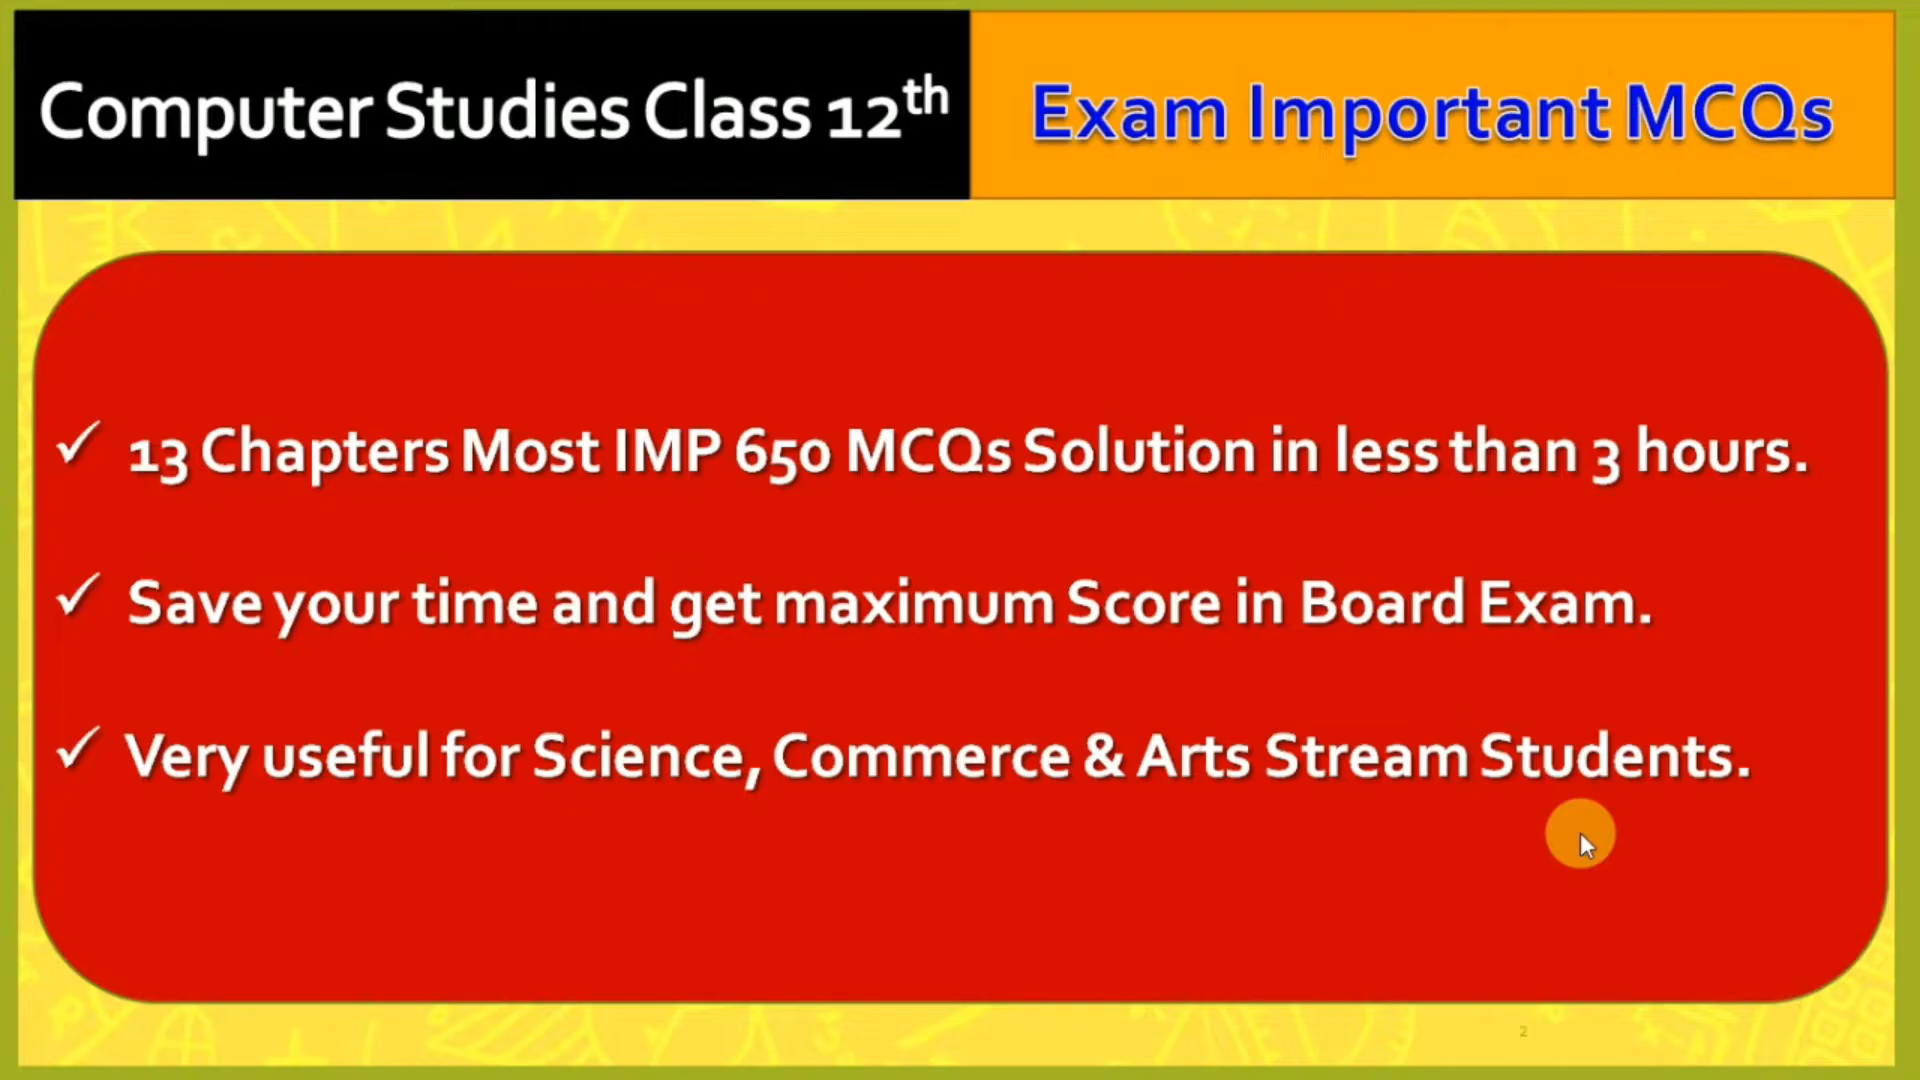 Computer Studies Class 12th
Exam Important MCQs
✓ 13 Chapters Most IMP 650 MCQs Solution in less than 3 hours.
✓ Save your time and get maximum Score in Board Exam.
✓ Very useful for Science, Commerce & Arts Stream Students.
2